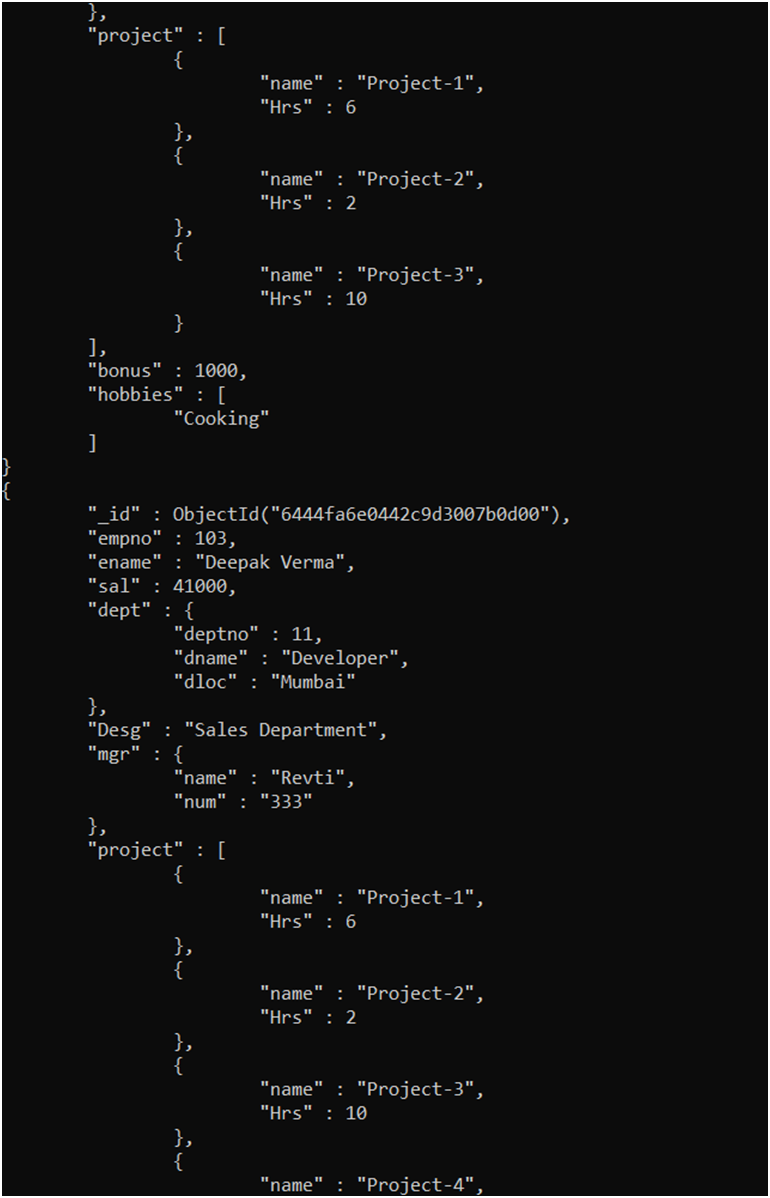 },
"project" : [
{
"name" : "Project-1",
"Hrs" : 6
},
{
"name" : "Project-2",
"Hrs" : 2
},
{
"name" : "Project-3",
"Hrs" : 10
}
],
"bonus" : 1000,
"hobbies" : [
"Cooking"
]
}
{
"_id" : ObjectId("6444fa6e0442c9d3007b0d00"),
"empno" : 103,
"ename" : "Deepak Verma",
"sal" : 41000,
"dept" : {
"deptno" : 11,
"dname" : "Developer",
"dloc" : "Mumbai"
},
"Desg" : "Sales Department",
"mgr" : {
"name" : "Revti",
"num" : "333"
},
"project" : [
{
"name" : "Project-1",
"Hrs" : 6
},
{
"name" : "Project-2",
"Hrs" : 2
},
{
"name" : "Project-3",
"Hrs" : 10
},
{
"name" : "Project-4",